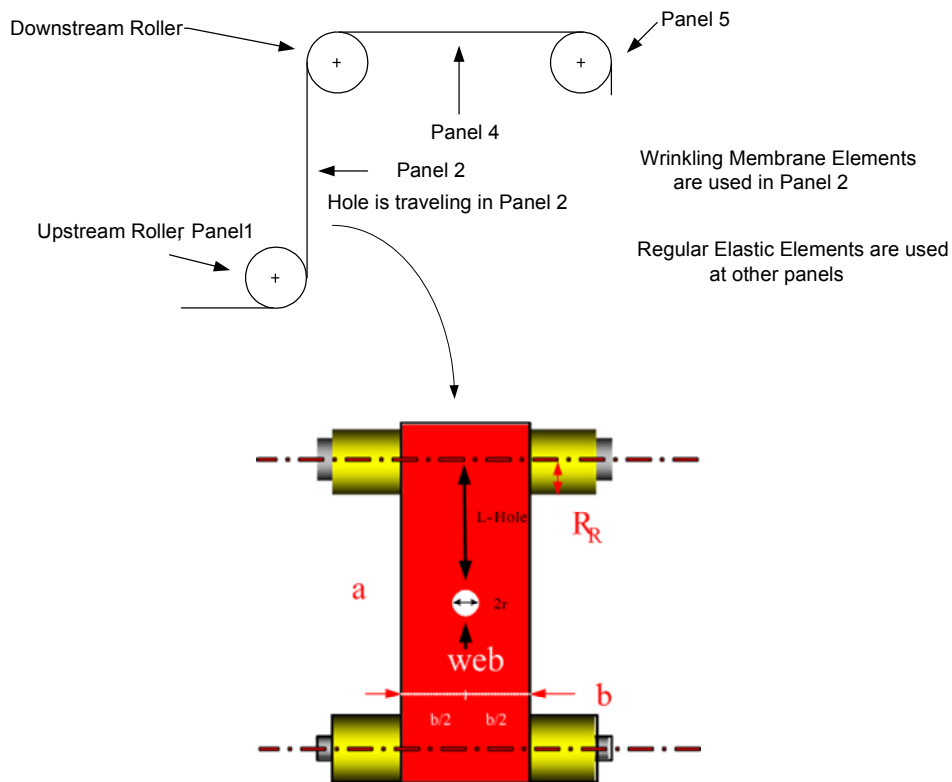 Panel 5
Downstream Roller
+
+
Panel 4
Wrinkling Membrane Elements
are used in Panel 2
Panel 2
Hole is traveling in Panel 2
Upstream Roller, Panel1
Regular Elastic Elements are used
at other panels
+
L-Hole
R_R
a
2r
web
b
b/2
b/2